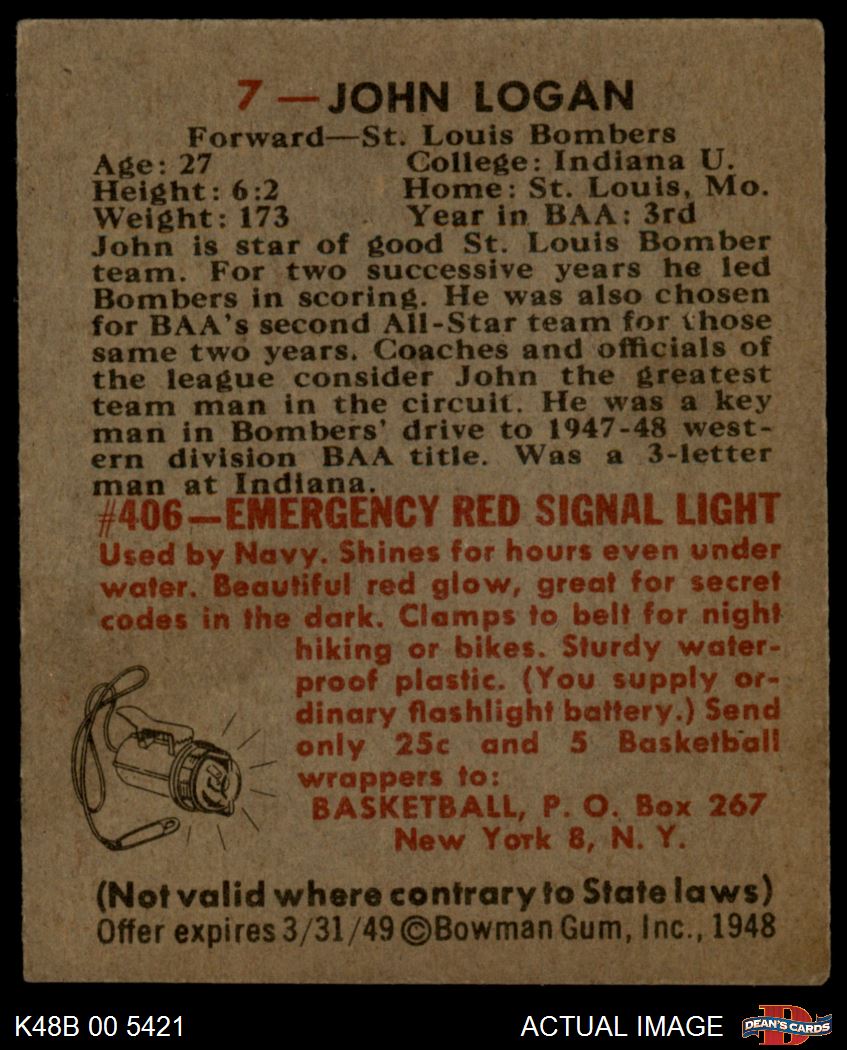 7 — JOHN LOGAN
Forward—St. Louis Bombers
Age: 27 College: Indiana U.
Height: 6:2 Home: St. Louis, Mo.
Weight: 173 Year in BAA: 3rd
John is star of good St. Louis Bomber
team. For two successive years he led
Bombers in scoring. He was also chosen
for BAA's second All-Star team for those
same two years. Coaches and officials of
the league consider John the greatest
team man in the circuit. He was a key
man in Bombers' drive to 1947-48 west-
ern division BAA title. Was a 3-letter
man at Indiana.
#406—EMERGENCY RED SIGNAL LIGHT
Used by Navy. Shines for hours even under
water. Beautiful red glow, great for secret
codes in the dark. Clamps to belt for night
hiking or bikes. Sturdy water-
proof plastic. (You supply or-
dinary flashlight battery.) Send
only 25c and 5 Basketball
wrappers to:
BASKETBALL, P. O. Box 267
New York 8, N. Y.
(Not valid where contrary to State laws)
Offer expires 3/31/49 ©Bowman Gum, Inc., 1948
K48B 00 5421 ACTUAL IMAGE
DEAN'S CARDS